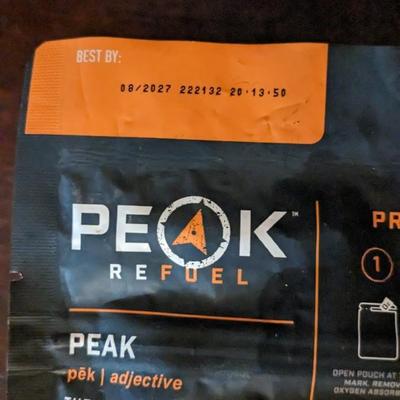 BEST BY:
08/2027 222132 20:13:50
PEAK™
REFUEL
PR
1
PEAK
pēk | adjective
OPEN POUCH AT
MARK. REMOV
OXYGEN ABSORB